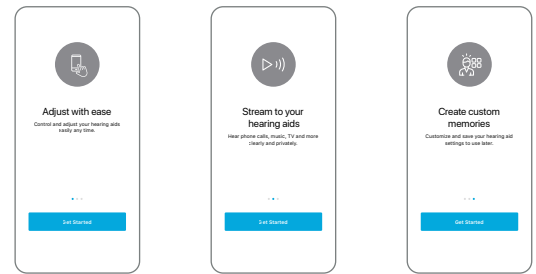 Adjust with ease
Control and adjust your hearing aids
easily any time.
Get Started
Stream to your
hearing aids
Hear phone calls, music, TV and more
clearly and privately.
Get Started
Create custom
memories
Customize and save your hearing aid
settings to use later.
Get Started